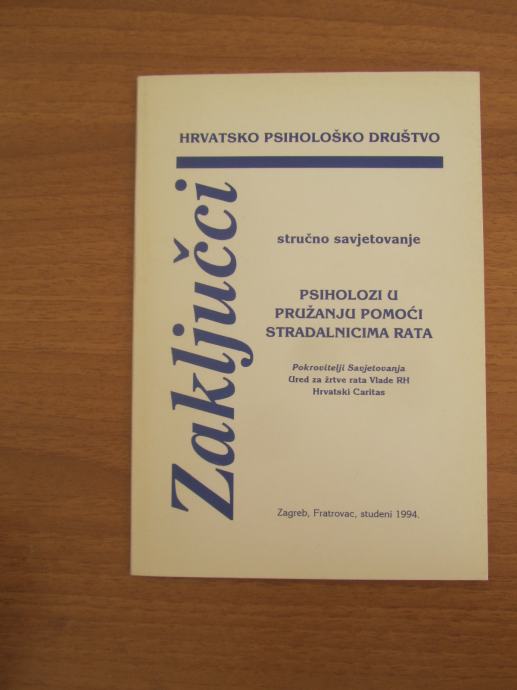 HRVATSKO PSIHOLOŠKO DRUŠTVO
Zaključci
stručno savjetovanje
PSIHOLOZI U
PRUŽANJU POMOĆI
STRADALNICIMA RATA
Pokrovitelji Savjetovanja
Ured za žrtve rata Vlade RH
Hrvatski Caritas
Zagreb, Fratrovac, studeni 1994.